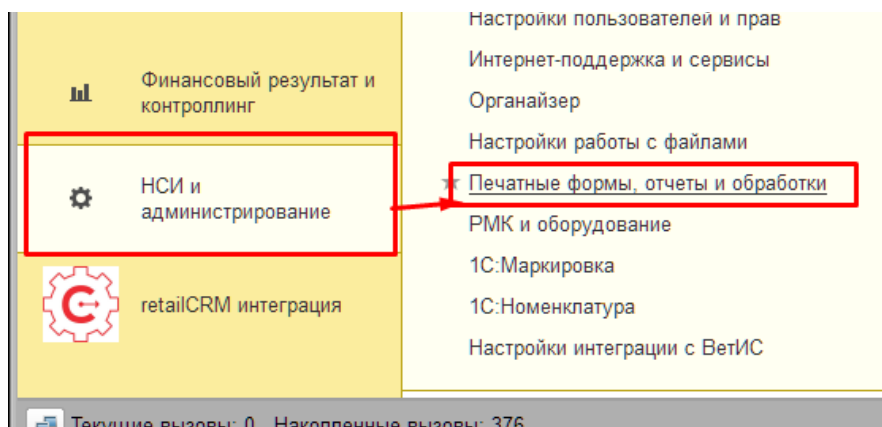 Настройки пользователей и прав
Интернет-поддержка и сервисы
Финансовый результат и
контроллинг
Органайзер
Настройки работы с файлами
НСИ и
администрирование
Печатные формы, отчеты и обработки
РМК и оборудование
1С:Маркировка
retailCRM интеграция
1С:Номенклатура
Настройки интеграции с ВетИС
Текущие вызовы: 0 Накопленные вызовы: 376